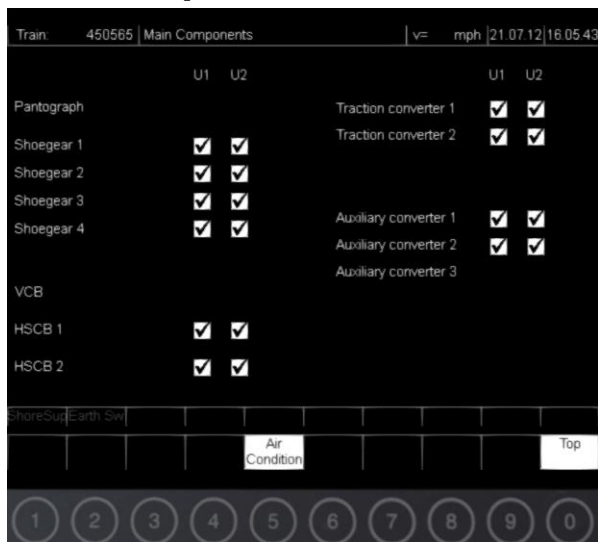 Train: 450565 Main Components v= mph 21.07.12 16.05.43
U1 U2 U1 U2
Pantograph Traction converter 1
Traction converter 2
Shoegear 1
Shoegear 2
Shoegear 3
Auxiliary converter 1
Shoegear 4
Auxiliary converter 2
Auxiliary converter 3
VCB
HSCB 1
HSCB 2
ShoreSup Earth Sw
Air Top
Condition
1 2 3 4 5 6 7 8 9 0